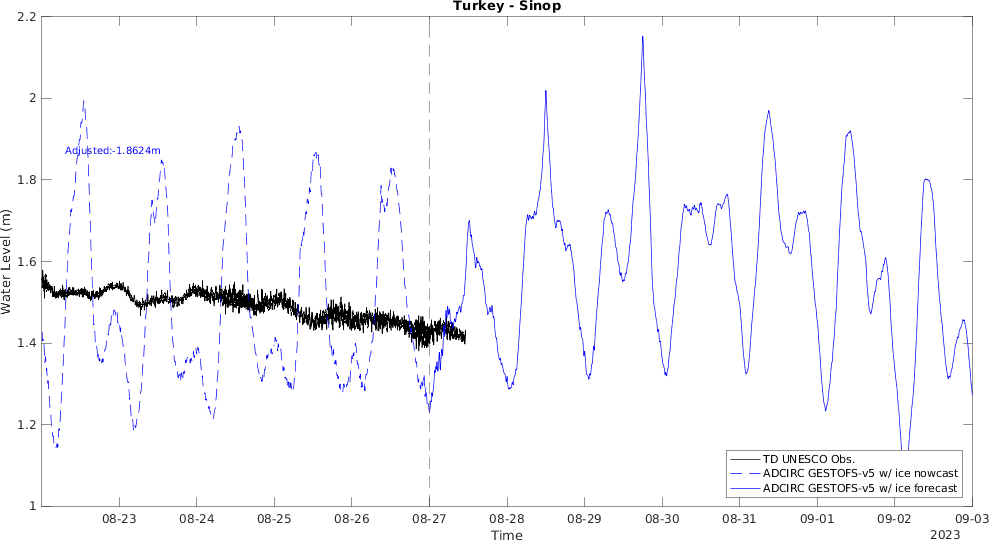 Turkey - Sinop
2.2
2
1.8
1.6
1.4
1.2
1
Water Level (m)
Adjusted:-1.8624m
TD UNESCO Obs.
ADCIRC GESTOFS-v5 w/ ice nowcast
ADCIRC GESTOFS-v5 w/ ice forecast
08-23 08-24 08-25 08-26 08-27 08-28 08-29 08-30 08-31 09-01 09-02 09-03
2023
Time